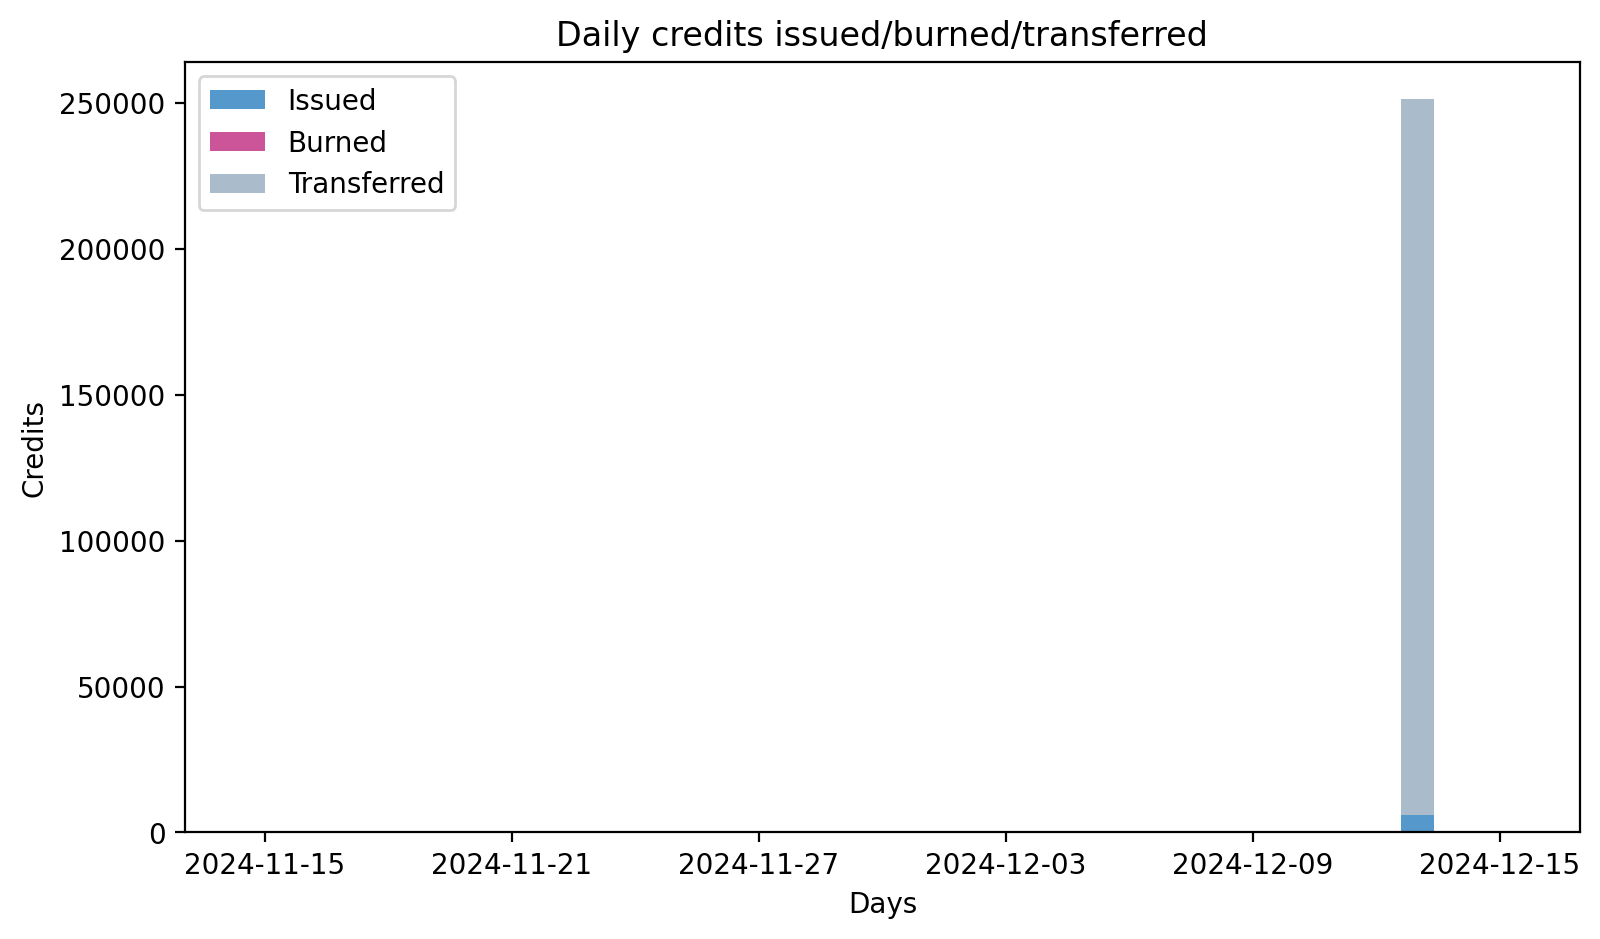 Daily credits issued/burned/transferred
Issued
Burned
Transferred
250000
200000
150000
100000
50000
0
Credits
2024-11-15 2024-11-21 2024-11-27 2024-12-03 2024-12-09 2024-12-15
Days